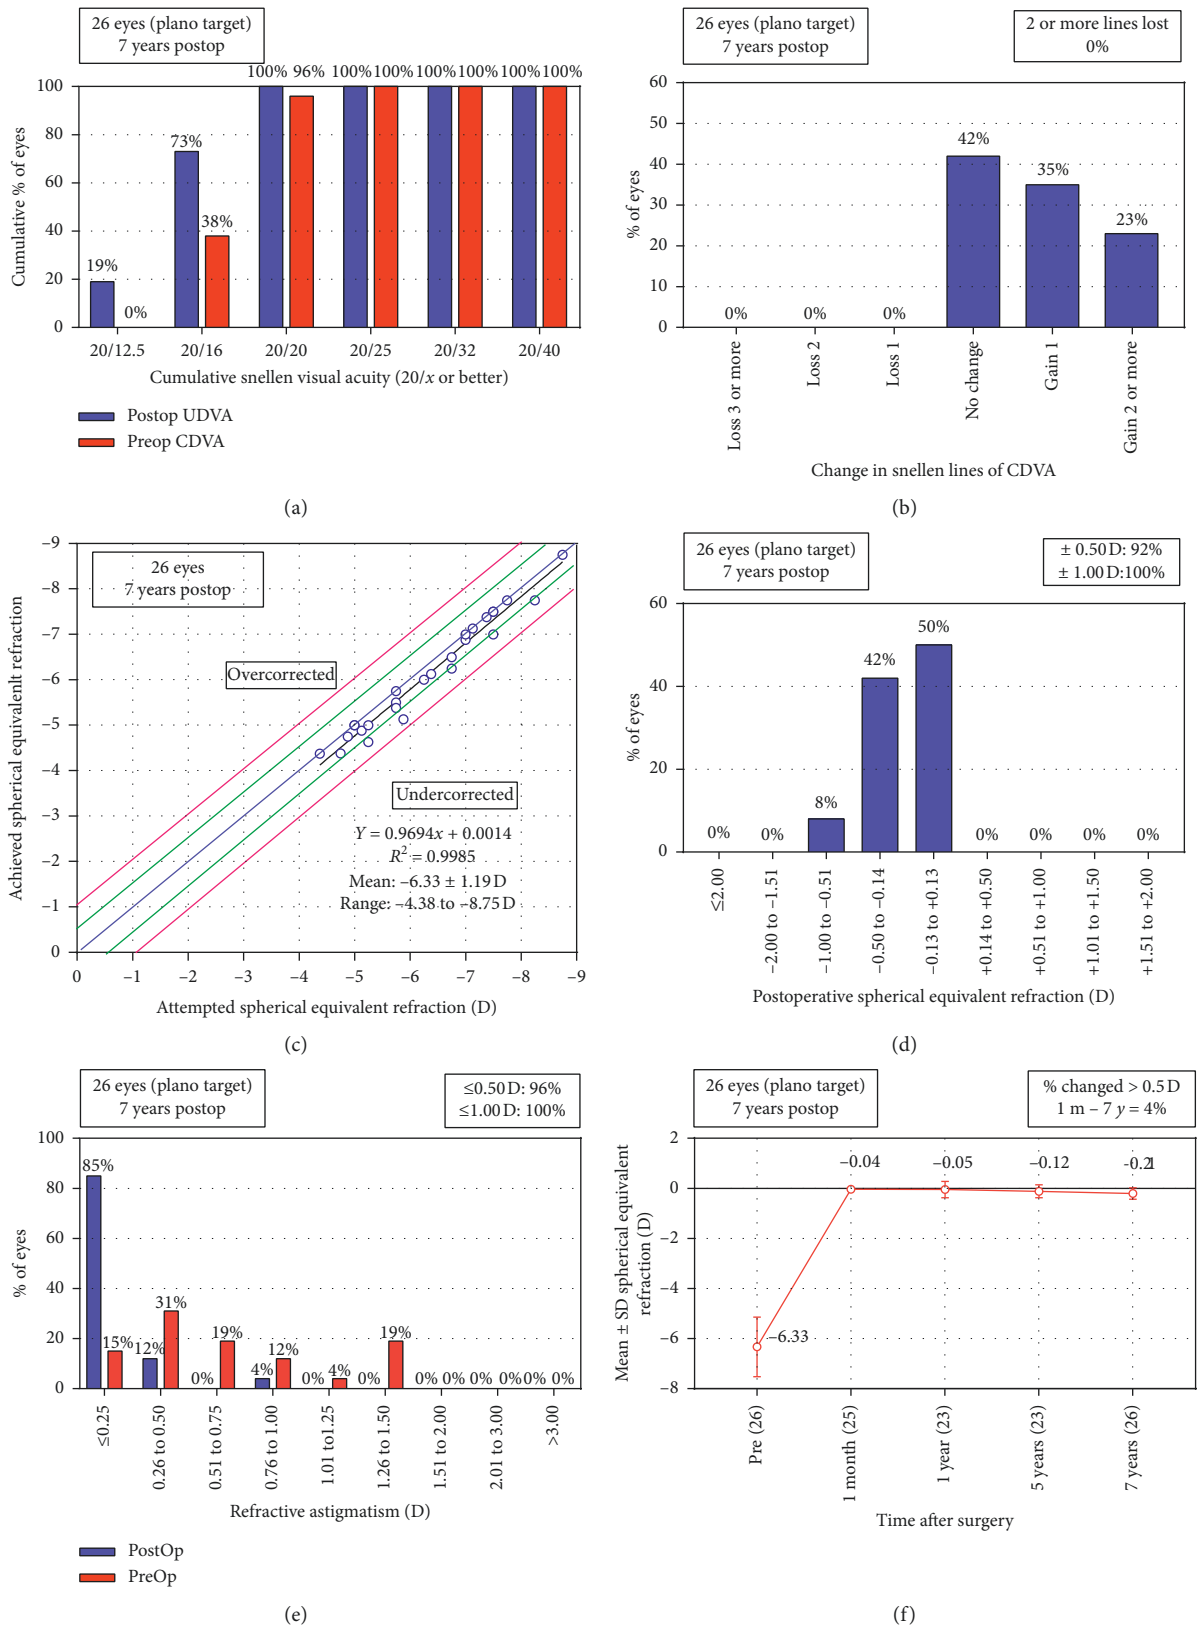 26 eyes (plano target)
7 years postop
100% 96% 100% 100% 100% 100% 100% 100%
73%
38%
19%
0%
100
80
60
40
20
0
Cumulative % of eyes
20/12.5 20/16 20/20 20/25 20/32 20/40
Cumulative snellen visual acuity (20/x or better)
Postop UDVA
Preop CDVA
(a)
26 eyes (plano target)
7 years postop
2 or more lines lost
0%
60
50
40
30
20
10
0
% of eyes
0% 0% 0% 42% 35% 23%
Loss 3 or more
Loss 2
Loss 1
No change
Gain 1
Gain 2 or more
Change in snellen lines of CDVA
(b)
–9
–8
–7
–6
–5
–4
–3
–2
–1
0
Achieved spherical equivalenlt refraction
26 eyes
7 years postop
Overcorrected
Undercorrected
Y = 0.9694x + 0.0014
R² = 0.9985
Mean: –6.33 ± 1.19 D
Range: –4.38 to –8.75 D
0 –1 –2 –3 –4 –5 –6 –7 –8 –9
Attempted spherical equivalent refraction (D)
(c)
26 eyes (plano target)
7 years postop
± 0.50 D: 92%
± 1.00 D:100%
60
40
20
0
% of eyes
0% 0% 8% 42% 50% 0% 0% 0% 0%
≤2.00
–2.00 to –1.51
–1.00 to –0.51
–0.50 to –0.14
–0.13 to +0.13
+0.14 to +0.50
+0.51 to +1.00
+1.01 to +1.50
+1.51 to +2.00
Postoperative spherical equivalent refraction (D)
(d)
26 eyes (plano target)
7 years postop
≤0.50 D: 96%
≤1.00 D: 100%
100
80
60
40
20
0
% of eyes
85% 15% 12% 31% 0% 19% 4% 12% 0% 4% 0% 19% 0% 0% 0% 0% 0% 0%
≤0.25
0.26 to 0.50
0.51 to 0.75
0.76 to 1.00
1.01 to1.25
1.26 to 1.50
1.51 to 2.00
2.01 to 3.00
>3.00
Refractive astigmatism (D)
PostOp
PreOp
(e)
26 eyes (plano target)
7 years postop
% changed > 0.5 D
1 m – 7 y = 4%
2
0
–2
–4
–6
–8
Mean ± SD spherical equivalent
refraction (D)
–6.33
–0.04 –0.05 –0.12 -0.21
Pre (26)
1 month (25)
1 year (23)
5 years (23)
7 years (26)
Time after surgery
(f)